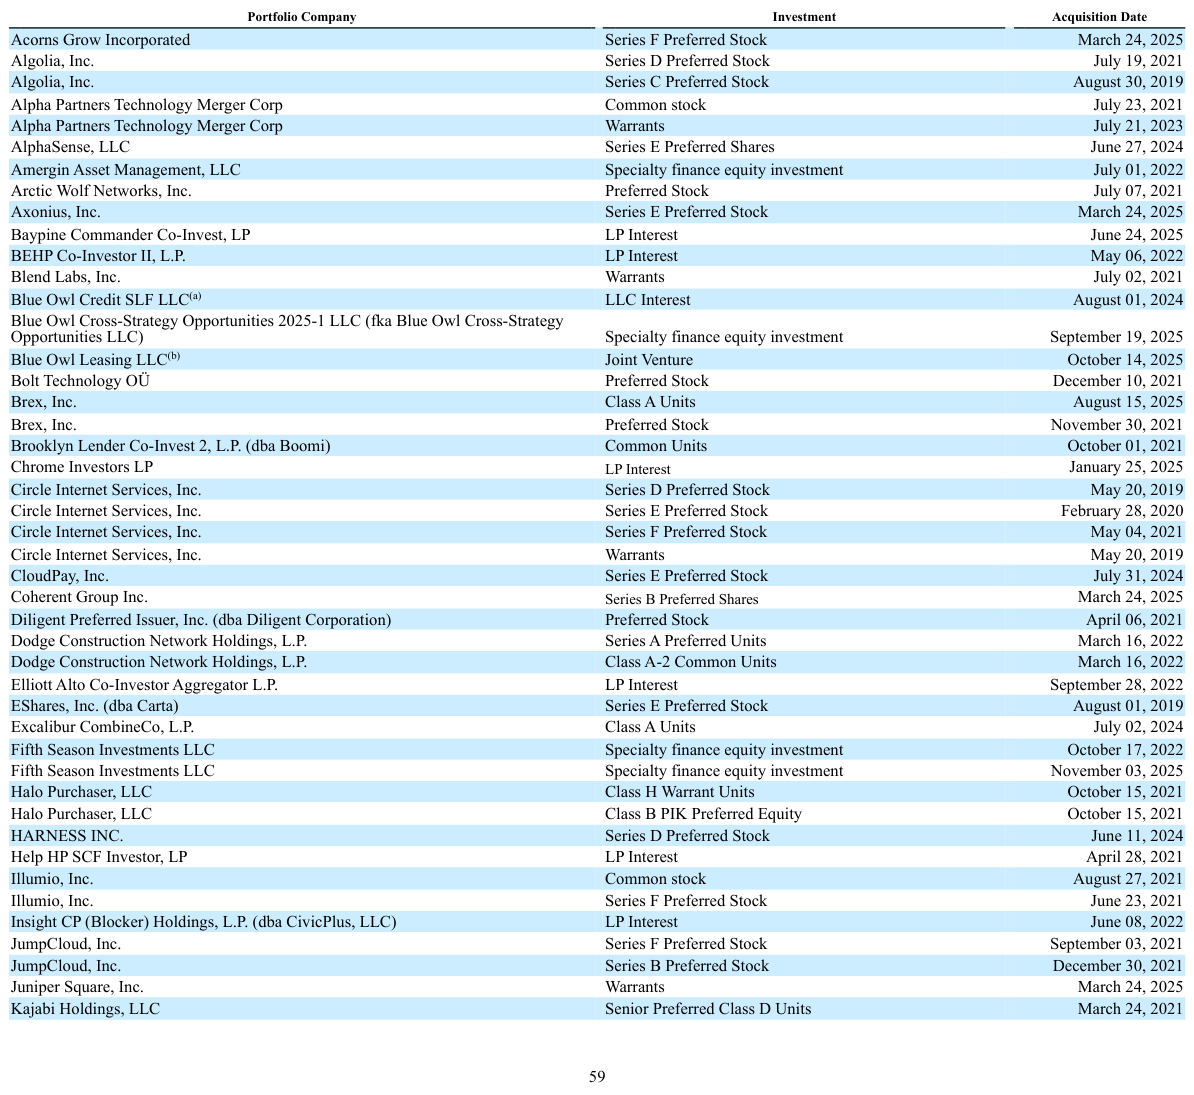 Portfolio Company Investment Acquisition Date
Acorns Grow Incorporated Series F Preferred Stock March 24, 2025
Algolia, Inc. Series D Preferred Stock July 19, 2021
Algolia, Inc. Series C Preferred Stock August 30, 2019
Alpha Partners Technology Merger Corp Common stock July 23, 2021
Alpha Partners Technology Merger Corp Warrants July 21, 2023
AlphaSense, LLC Series E Preferred Shares June 27, 2024
Amergin Asset Management, LLC Specialty finance equity investment July 01, 2022
Arctic Wolf Networks, Inc. Preferred Stock July 07, 2021
Axonius, Inc. Series E Preferred Stock March 24, 2025
Baypine Commander Co-Invest, LP LP Interest June 24, 2025
BEHP Co-Investor II, L.P. LP Interest May 06, 2022
Blend Labs, Inc. Warrants July 02, 2021
Blue Owl Credit SLF LLC(a) LLC Interest August 01, 2024
Blue Owl Cross-Strategy Opportunities 2025-1 LLC (fka Blue Owl Cross-Strategy
Opportunities LLC) Specialty finance equity investment September 19, 2025
Blue Owl Leasing LLC(b) Joint Venture October 14, 2025
Bolt Technology OÜ Preferred Stock December 10, 2021
Brex, Inc. Class A Units August 15, 2025
Brex, Inc. Preferred Stock November 30, 2021
Brooklyn Lender Co-Invest 2, L.P. (dba Boomi) Common Units October 01, 2021
Chrome Investors LP LP Interest January 25, 2025
Circle Internet Services, Inc. Series D Preferred Stock May 20, 2019
Circle Internet Services, Inc. Series E Preferred Stock February 28, 2020
Circle Internet Services, Inc. Series F Preferred Stock May 04, 2021
Circle Internet Services, Inc. Warrants May 20, 2019
CloudPay, Inc. Series E Preferred Stock July 31, 2024
Coherent Group Inc. Series B Preferred Shares March 24, 2025
Diligent Preferred Issuer, Inc. (dba Diligent Corporation) Preferred Stock April 06, 2021
Dodge Construction Network Holdings, L.P. Series A Preferred Units March 16, 2022
Dodge Construction Network Holdings, L.P. Class A-2 Common Units March 16, 2022
Elliott Alto Co-Investor Aggregator L.P. LP Interest September 28, 2022
EShares, Inc. (dba Carta) Series E Preferred Stock August 01, 2019
Excalibur CombineCo, L.P. Class A Units July 02, 2024
Fifth Season Investments LLC Specialty finance equity investment October 17, 2022
Fifth Season Investments LLC Specialty finance equity investment November 03, 2025
Halo Purchaser, LLC Class H Warrant Units October 15, 2021
Halo Purchaser, LLC Class B PIK Preferred Equity October 15, 2021
HARNESS INC. Series D Preferred Stock June 11, 2024
Help HP SCF Investor, LP LP Interest April 28, 2021
Illumio, Inc. Common stock August 27, 2021
Illumio, Inc. Series F Preferred Stock June 23, 2021
Insight CP (Blocker) Holdings, L.P. (dba CivicPlus, LLC) LP Interest June 08, 2022
JumpCloud, Inc. Series F Preferred Stock September 03, 2021
JumpCloud, Inc. Series B Preferred Stock December 30, 2021
Juniper Square, Inc. Warrants March 24, 2025
Kajabi Holdings, LLC Senior Preferred Class D Units March 24, 2021
59